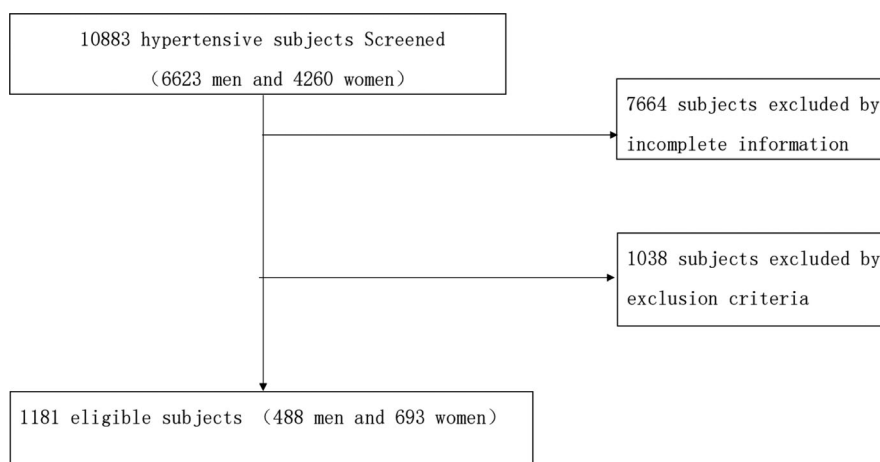 10883 hypertensive subjects Screened
（6623 men and 4260 women）
7664 subjects excluded by
incomplete information
1038 subjects excluded by
exclusion criteria
1181 eligible subjects （488 men and 693 women）